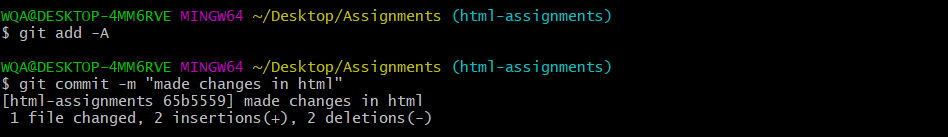 WQA@DESKTOP-4MM6RVE MINGW64 ~/Desktop/Assignments (html-assignments)
$ git add -A
WQA@DESKTOP-4MM6RVE MINGW64 ~/Desktop/Assignments (html-assignments)
$ git commit -m "made changes in html"
[html-assignments 65b5559] made changes in html
 1 file changed, 2 insertions(+), 2 deletions(-)